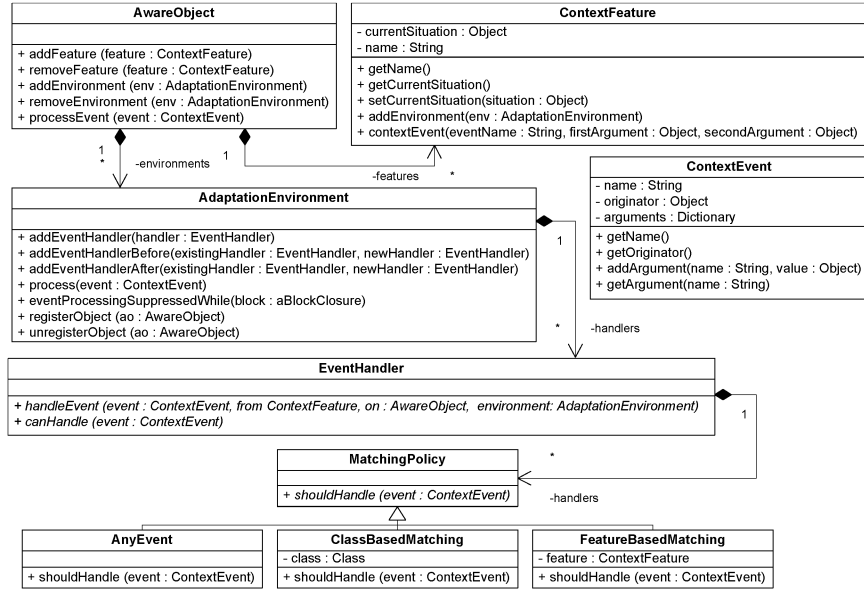 AwareObject
+ addFeature (feature : ContextFeature)
+ removeFeature (feature : ContextFeature)
+ addEnvironment (env : AdaptationEnvironment)
+ removeEnvironment (env : AdaptationEnvironment)
+ processEvent (event : ContextEvent)
ContextFeature
- currentSituation : Object
- name : String
+ getName()
+ getCurrentSituation()
+ setCurrentSituation(situation : Object)
+ addEnvironment(env : AdaptationEnvironment)
+ contextEvent(eventName : String, firstArgument : Object, secondArgument : Object)
1
*
-environments
1
-features
*
ContextEvent
- name : String
- originator : Object
- arguments : Dictionary
+ getName()
+ getOriginator()
+ addArgument(name : String, value : Object)
+ getArgument(name : String)
AdaptationEnvironment
+ addEventHandler(handler : EventHandler)
+ addEventHandlerBefore(existingHandler : EventHandler, newHandler : EventHandler)
+ addEventHandlerAfter(existingHandler : EventHandler, newHandler : EventHandler)
+ process(event : ContextEvent)
+ eventProcessingSuppressedWhile(block : aBlockClosure)
+ registerObject (ao : AwareObject)
+ unregisterObject (ao : AwareObject)
1
*
-handlers
EventHandler
+ handleEvent (event : ContextEvent, from ContextFeature, on : AwareObject, environment: AdaptationEnvironment)
+ canHandle (event : ContextEvent)
1
*
-handlers
MatchingPolicy
+ shouldHandle (event : ContextEvent)
AnyEvent
+ shouldHandle (event : ContextEvent)
ClassBasedMatching
- class : Class
+ shouldHandle (event : ContextEvent)
FeatureBasedMatching
- feature : ContextFeature
+ shouldHandle (event : ContextEvent)